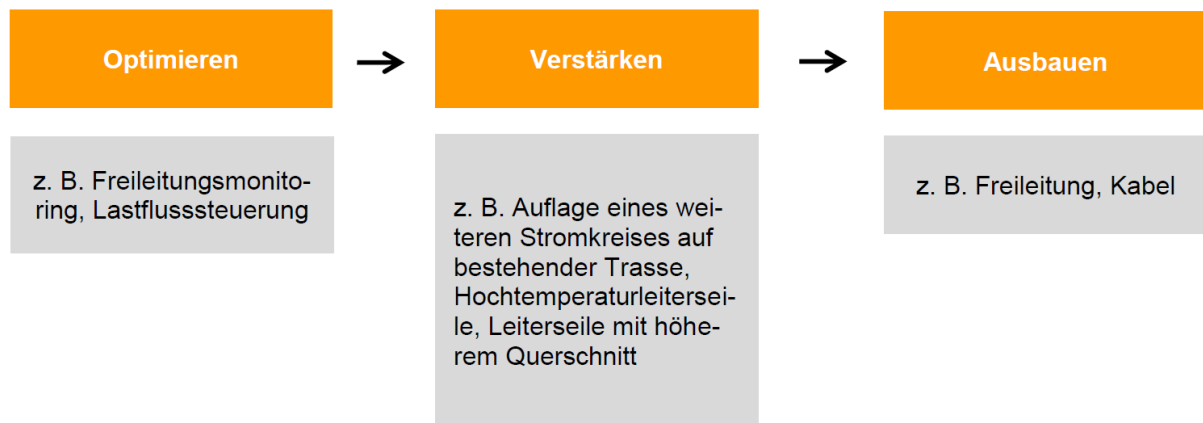 Optimieren
Verstärken
Ausbauen
z. B. Freileitungsmonito-
ring, Lastflusssteuerung
z. B. Auflage eines wei-
teren Stromkreises auf
bestehender Trasse,
Hochtemperaturleitersei-
le, Leiterseile mit höhe-
rem Querschnitt
z. B. Freileitung, Kabel